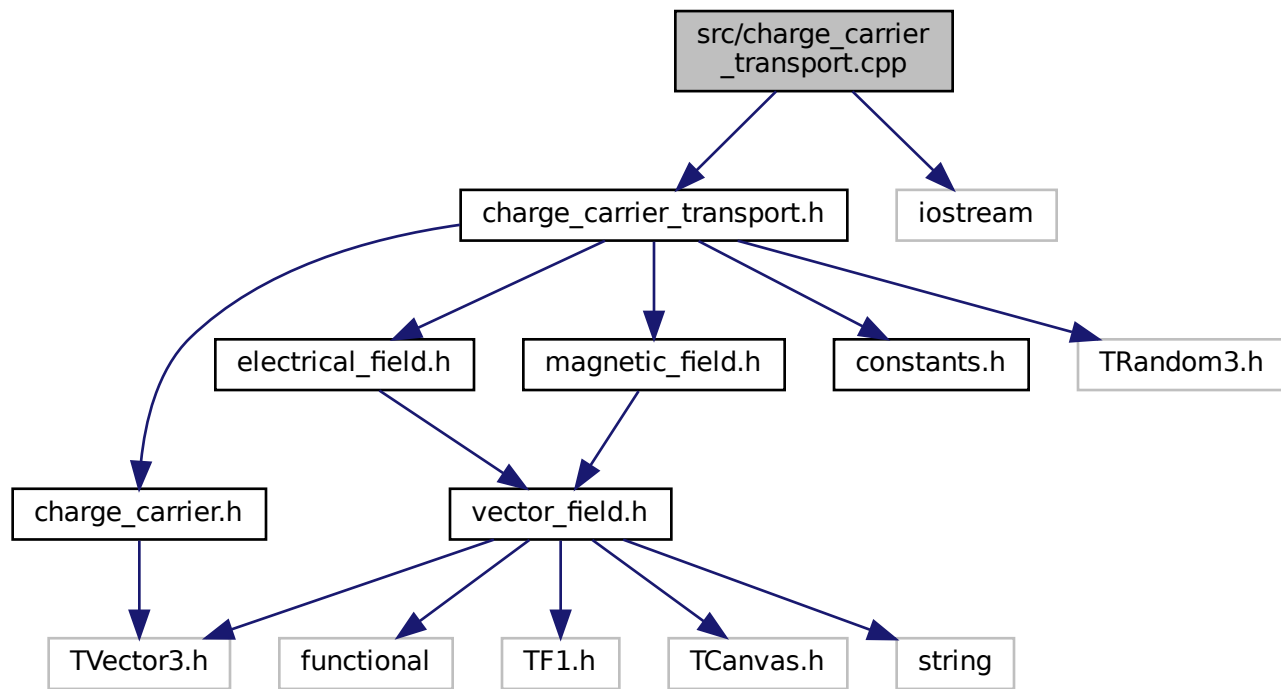 src/charge_carrier
_transport.cpp
charge_carrier_transport.h
iostream
electrical_field.h
magnetic_field.h
constants.h
TRandom3.h
charge_carrier.h
vector_field.h
TVector3.h
functional
TF1.h
TCanvas.h
string